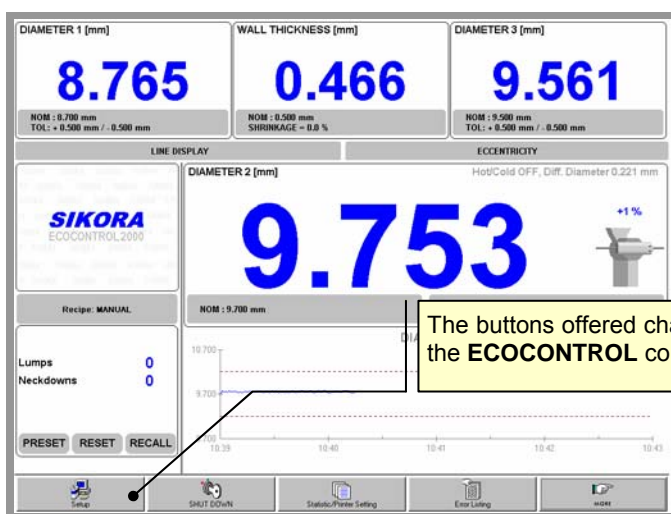 DIAMETER 1 [mm]
8.765
NOM : 8.700 mm
TOL: + 0.500 mm / - 0.500 mm
WALL THICKNESS [mm]
0.466
NOM : 0.500 mm
SHRINKAGE = 0.0 %
DIAMETER 3 [mm]
9.561
NOM : 9.500 mm
TOL: + 0.500 mm / - 0.500 mm
LINE DISPLAY
ECCENTRICITY
SIKORA
ECOCONTROL2000
Recipe: MANUAL
DIAMETER 2 [mm]
Hot/Cold OFF, Diff. Diameter 0.221 mm
9.753
+1 %
NOM : 9.700 mm
The buttons offered cha
the ECOCONTROL co
Lumps 0
Neckdowns 0
PRESET RESET RECALL
DIA
10.700
9.700
.700
10:39 10:40 10:41 10:42 10:43
Setup
SHUT DOWN
Statistic/Printer Setting
Error Listing
MORE